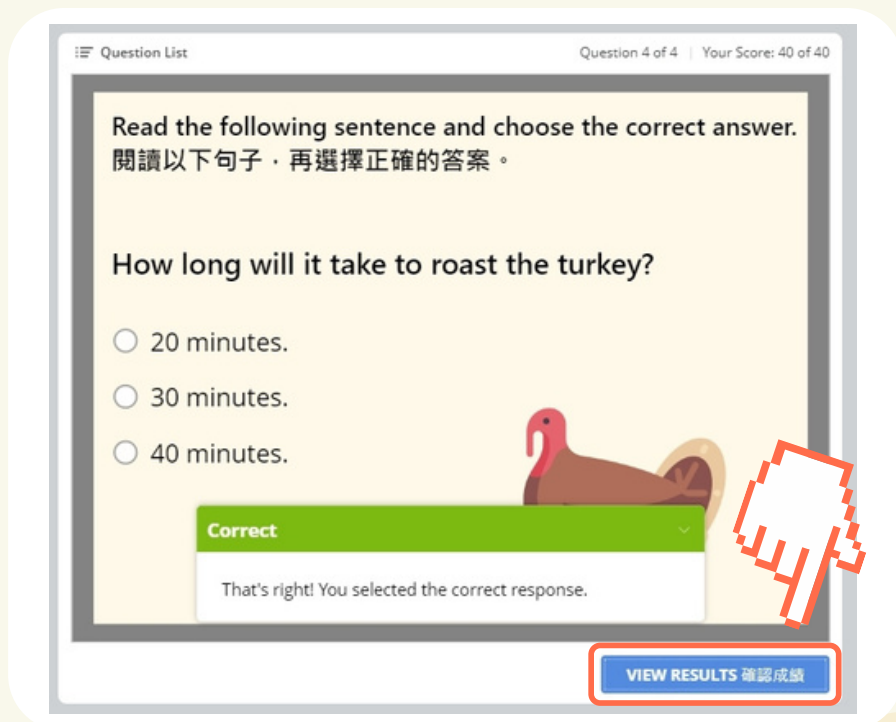 Question List
Question 4 of 4 | Your Score: 40 of 40
Read the following sentence and choose the correct answer.
閱讀以下句子，再選擇正確的答案。
How long will it take to roast the turkey?
20 minutes.
30 minutes.
40 minutes.
Correct
That's right! You selected the correct response.
VIEW RESULTS 確認成績